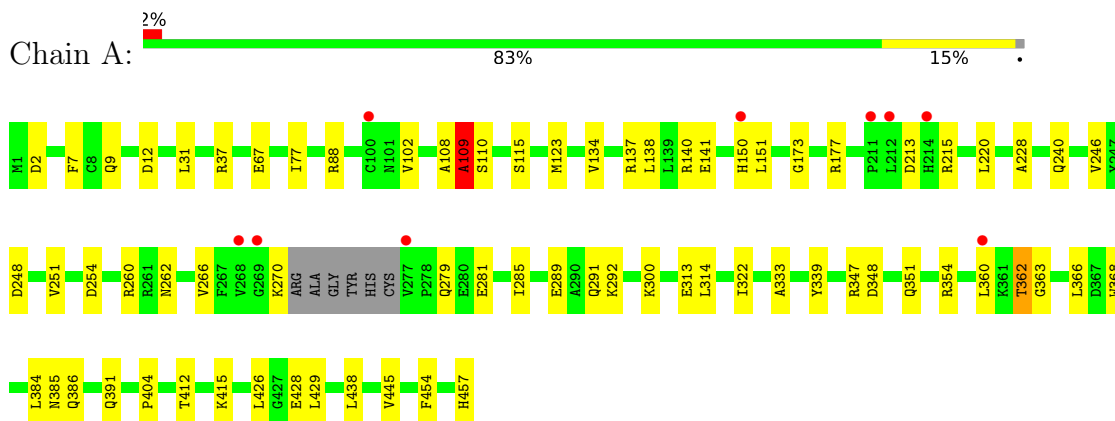 2%
Chain A:
83% 15% •
M1 D2 F7 C8 Q9 D12 L31 R37 E67 I77 R88 C100 N101 V102 A108 A109 S110 S115 M123 V134 R137 L138 L139 R140 E141 H150 L151 G173 R177 P211 L212 D213 H214 R215 L220 A228 Q240 V246 Y247
D248 V251 D254 R260 R261 N262 V266 F267 V268 G269 K270 ARG ALA GLY TYR HIS CYS V277 P278 Q279 E280 E281 I285 E289 A290 Q291 K292 K300 E313 L314 I322 A333 Y339 R347 D348 Q351 R354 L360 K361 T362 G363 L366 D367 W368
L384 N385 Q386 Q391 P404 T412 K415 L426 G427 E428 L429 L438 V445 F454 H457